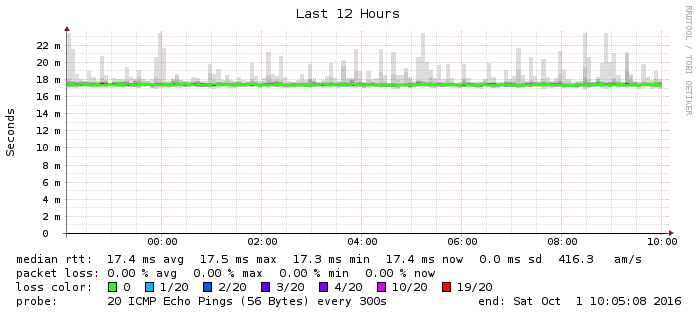 Last 12 Hours
RRDTOOL / TOBI OETIKER
Seconds
22 m
20 m
18 m
16 m
14 m
12 m
10 m
8 m
6 m
4 m
2 m
0
00:00 02:00 04:00 06:00 08:00 10:00
median rtt: 17.4 ms avg 17.5 ms max 17.3 ms min 17.4 ms now 0.0 ms sd 416.3 am/s
packet loss: 0.00 % avg 0.00 % max 0.00 % min 0.00 % now
loss color: 0 1/20 2/20 3/20 4/20 10/20 19/20
probe: 20 ICMP Echo Pings (56 Bytes) every 300s end: Sat Oct 1 10:05:08 2016